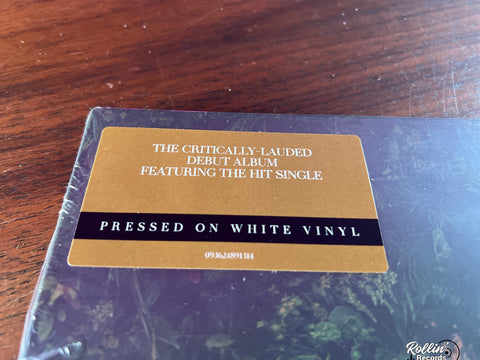 THE CRITICALLY-LAUDED
DEBUT ALBUM
FEATURING THE HIT SINGLE
PRESSED ON WHITE VINYL
093624891314
Rollin'
Records